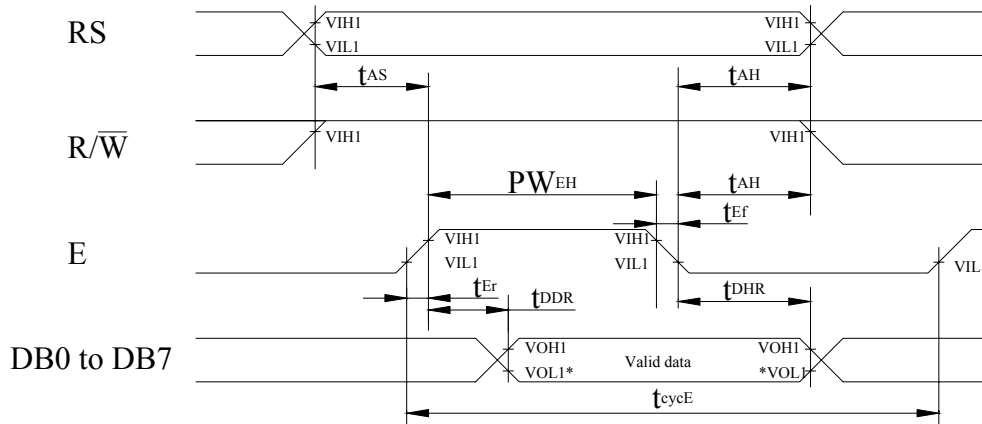 RS
VIH1
VIL1
VIH1
VIL1
tAS
tAH
R/W̅
VIH1
VIH1
PWEH
tAH
tEf
E
VIH1
VIL1
VIH1
VIL1
VIL
tEr
tDDR
tDHR
DB0 to DB7
VOH1
VOL1*
Valid data
VOH1
*VOL1
tcycE